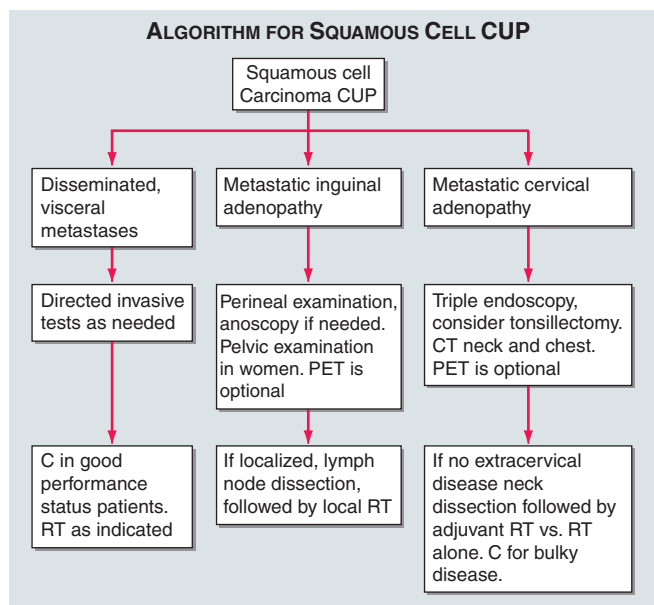 ALGORITHM FOR SQUAMOUS CELL CUP
Squamous cell
Carcinoma CUP
Disseminated,
visceral
metastases
Metastatic inguinal
adenopathy
Metastatic cervical
adenopathy
Directed invasive
tests as needed
Perineal examination,
anoscopy if needed.
Pelvic examination
in women. PET is
optional
Triple endoscopy,
consider tonsillectomy.
CT neck and chest.
PET is optional
C in good
performance
status patients.
RT as indicated
If localized, lymph
node dissection,
followed by local RT
If no extracervical
disease neck
dissection followed by
adjuvant RT vs. RT
alone. C for bulky
disease.